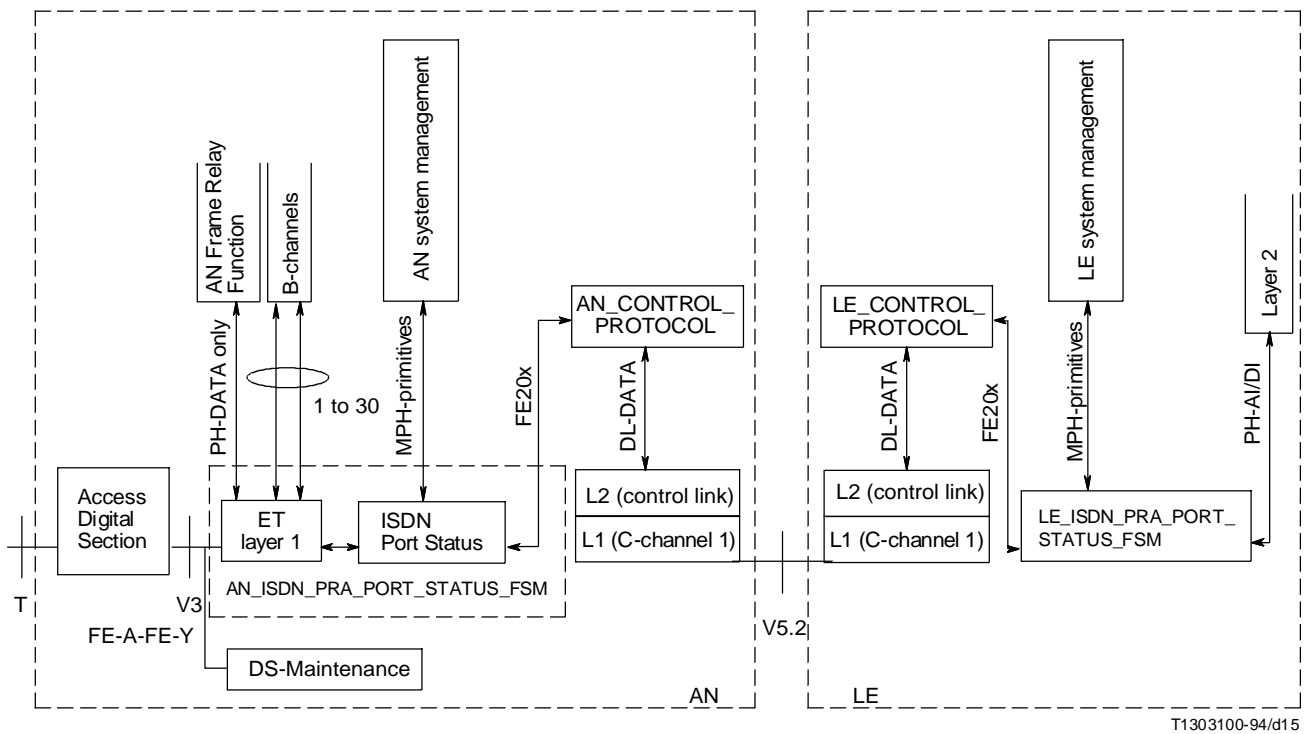 AN Frame Relay
Function
B-channels
AN system management
LE system management
Layer 2
AN_CONTROL_
PROTOCOL
LE_CONTROL_
PROTOCOL
PH-DATA only
1 to 30
MPH-primitives
FE20x
DL-DATA
DL-DATA
FE20x
MPH-primitives
PH-AI/DI
Access
Digital
Section
ET
layer 1
ISDN
Port Status
L2 (control link)
L1 (C-channel 1)
L2 (control link)
L1 (C-channel 1)
LE_ISDN_PRA_PORT_
STATUS_FSM
AN_ISDN_PRA_PORT_STATUS_FSM
T
V3
FE-A-FE-Y
V5.2
DS-Maintenance
AN
LE
T1303100-94/d15